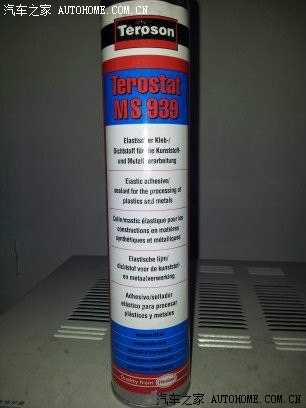 汽车之家 AUTOHOME.COM.CN
Teroson
Terostat
MS 939
Elastischer Kleb-/
Dichtstoff für die Kunststoff-
und Metallverarbeitung
Elastic adhesive/
sealant for the processing of
plastics and metals
Colle/mastic élastique pour les
constructions en matières
synthétiques et métalliques
Elastische lijm/
dichtstof voor de kunststof-
en metaalverwerking
Adhesivo/sellador
elástico para procesar
plásticos y metales
Quality from Henkel
汽车之家 AUTOHOME.COM.CN